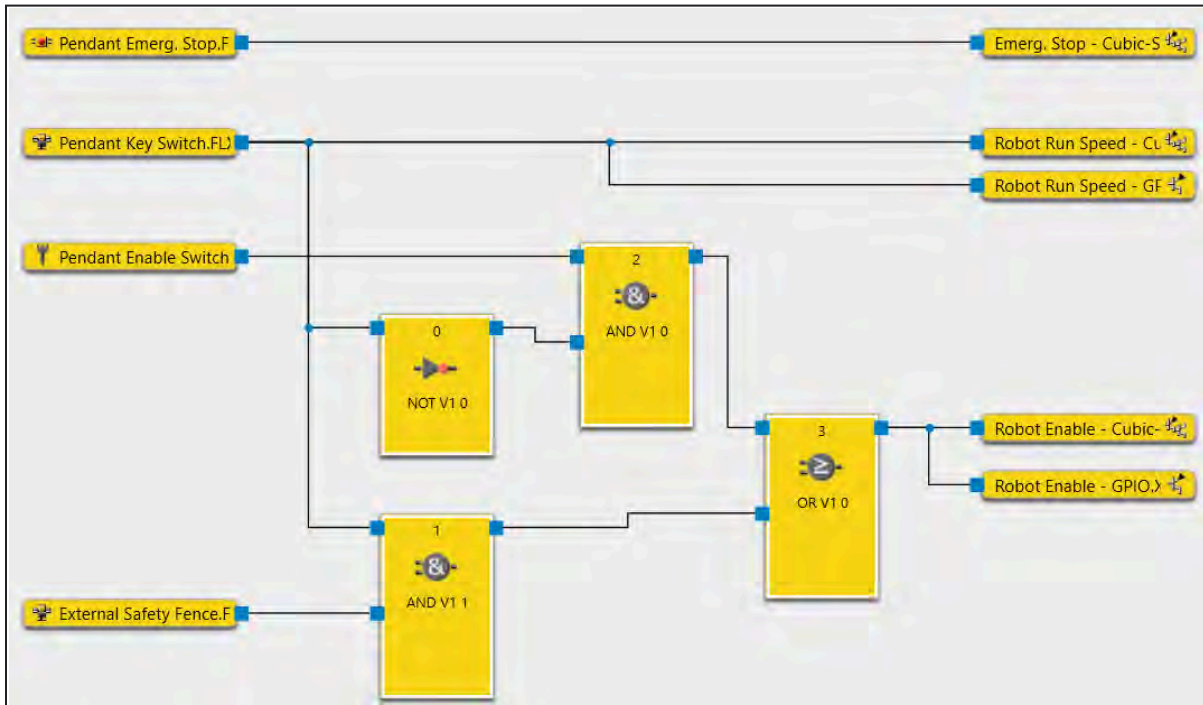 Pendant Emerg. Stop.F
Emerg. Stop - Cubic-S
Pendant Key Switch.FLX
Robot Run Speed - Cu
Robot Run Speed - GP
Pendant Enable Switch
2
&
AND V1 0
0
NOT V1 0
3
≥
OR V1 0
Robot Enable - Cubic-
Robot Enable - GPIO.X
1
&
AND V1 1
External Safety Fence.F